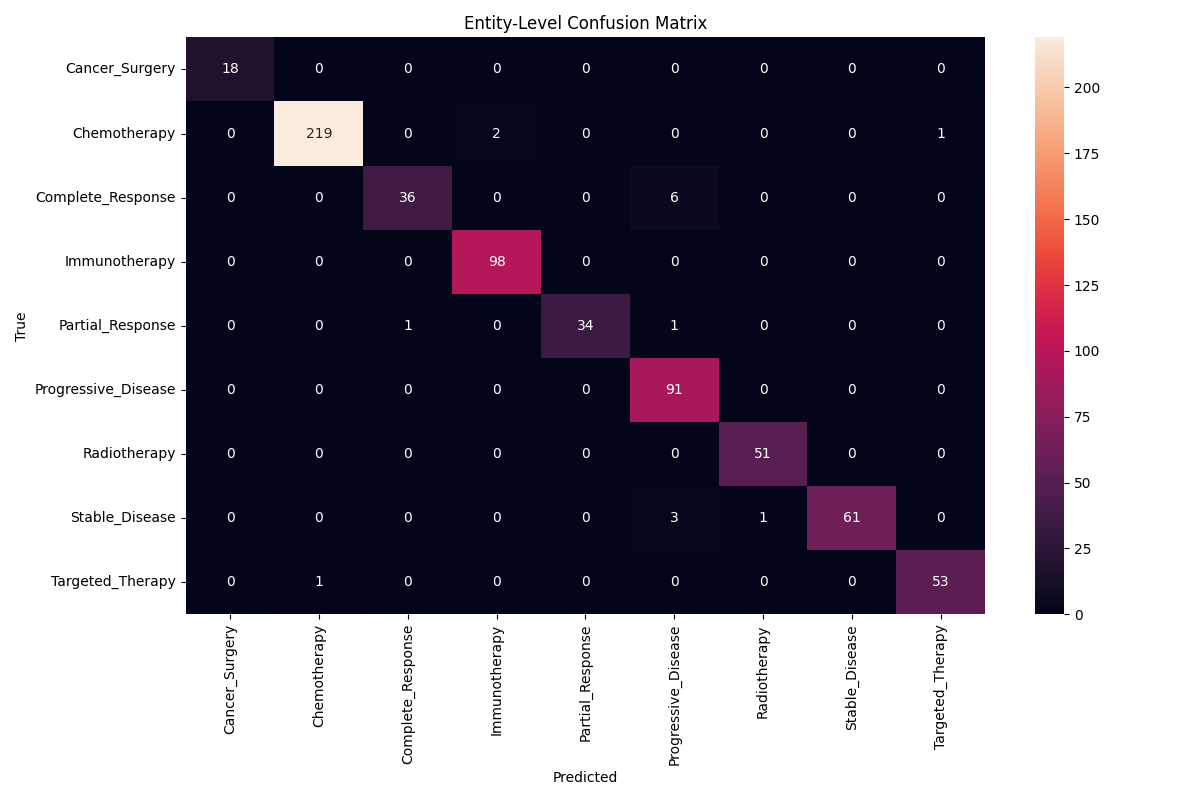 Entity-Level Confusion Matrix
True
Cancer_Surgery 18 0 0 0 0 0 0 0 0
Chemotherapy 0 219 0 2 0 0 0 0 1
Complete_Response 0 0 36 0 0 6 0 0 0
Immunotherapy 0 0 0 98 0 0 0 0 0
Partial_Response 0 0 1 0 34 1 0 0 0
Progressive_Disease 0 0 0 0 0 91 0 0 0
Radiotherapy 0 0 0 0 0 0 51 0 0
Stable_Disease 0 0 0 0 0 3 1 61 0
Targeted_Therapy 0 1 0 0 0 0 0 0 53
Cancer_Surgery
Chemotherapy
Complete_Response
Immunotherapy
Partial_Response
Progressive_Disease
Radiotherapy
Stable_Disease
Targeted_Therapy
Predicted
200
175
150
125
100
75
50
25
0